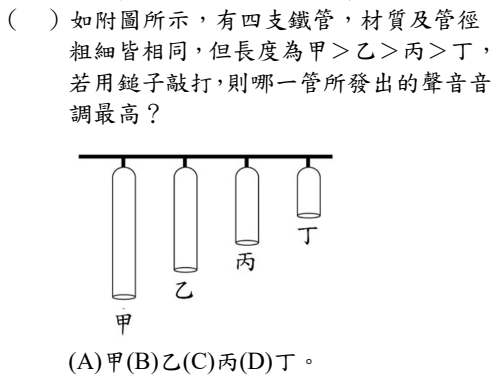 （　）如附圖所示，有四支鐵管，材質及管徑
粗細皆相同，但長度為甲＞乙＞丙＞丁，
若用鎚子敲打，則哪一管所發出的聲音音
調最高？
丁
丙
乙
甲
(A)甲(B)乙(C)丙(D)丁。